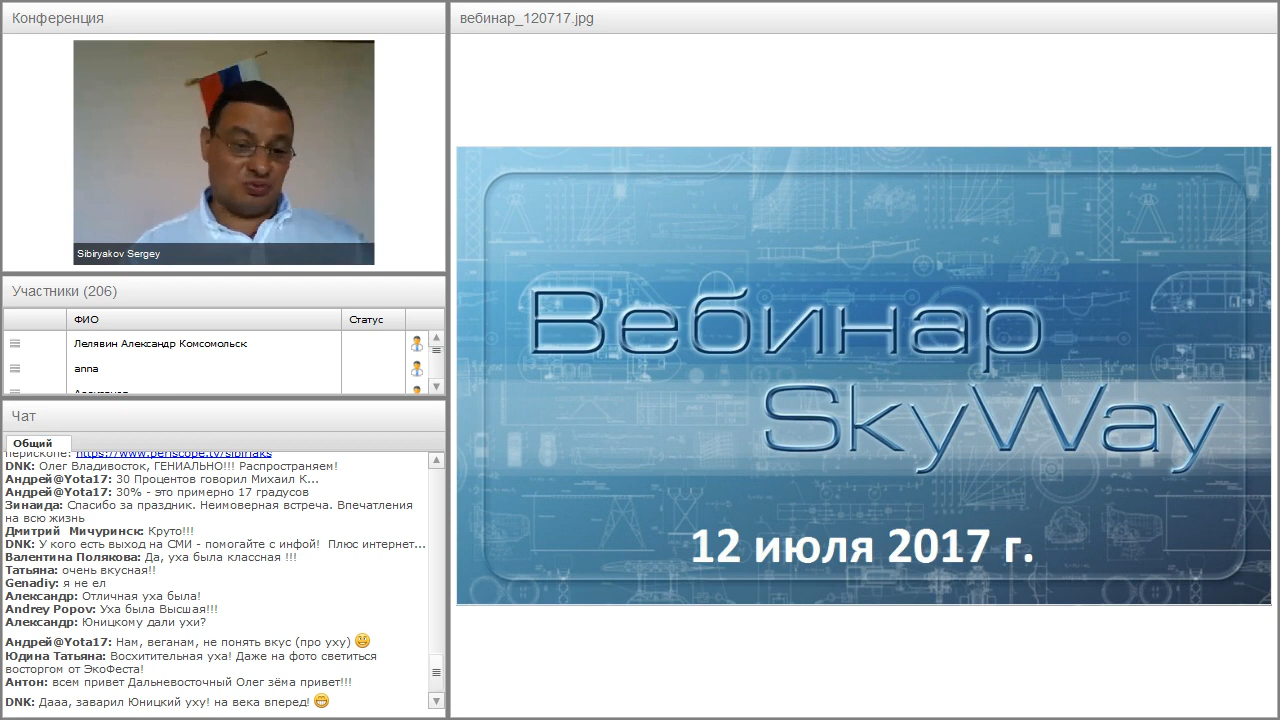 Конференция
Sibiryakov Sergey
Участники (206)
ФИО Статус
Лелявин Александр Комсомольск
anna
Чат
Общий
https://www.periscope.tv/sibiriaks
DNK: Олег Владивосток, ГЕНИАЛЬНО!!! Распространяем!
Андрей@Yota17: 30 Процентов говорил Михаил К...
Андрей@Yota17: 30% - это примерно 17 градусов
Зинаида: Спасибо за праздник. Неимоверная встреча. Впечатления
на всю жизнь
Дмитрий Мичуринск: Круто!!!
DNK: У кого есть выход на СМИ - помогайте с инфой! Плюс интернет...
Валентина Полякова: Да, уха была классная !!!
Татьяна: очень вкусная!!
Genadiy: я не ел
Александр: Отличная уха была!
Andrey Popov: Уха была Высшая!!!
Александр: Юницкому дали ухи?
Андрей@Yota17: Нам, веганам, не понять вкус (про уху)
Юдина Татьяна: Восхитительная уха! Даже на фото светиться
восторгом от ЭкоФеста!
Антон: всем привет Дальневосточный Олег зёма привет!!!
DNK: Дааа, заварил Юницкий уху! на века вперед!
вебинар_120717.jpg
Вебинар
SkyWay
12 июля 2017 г.